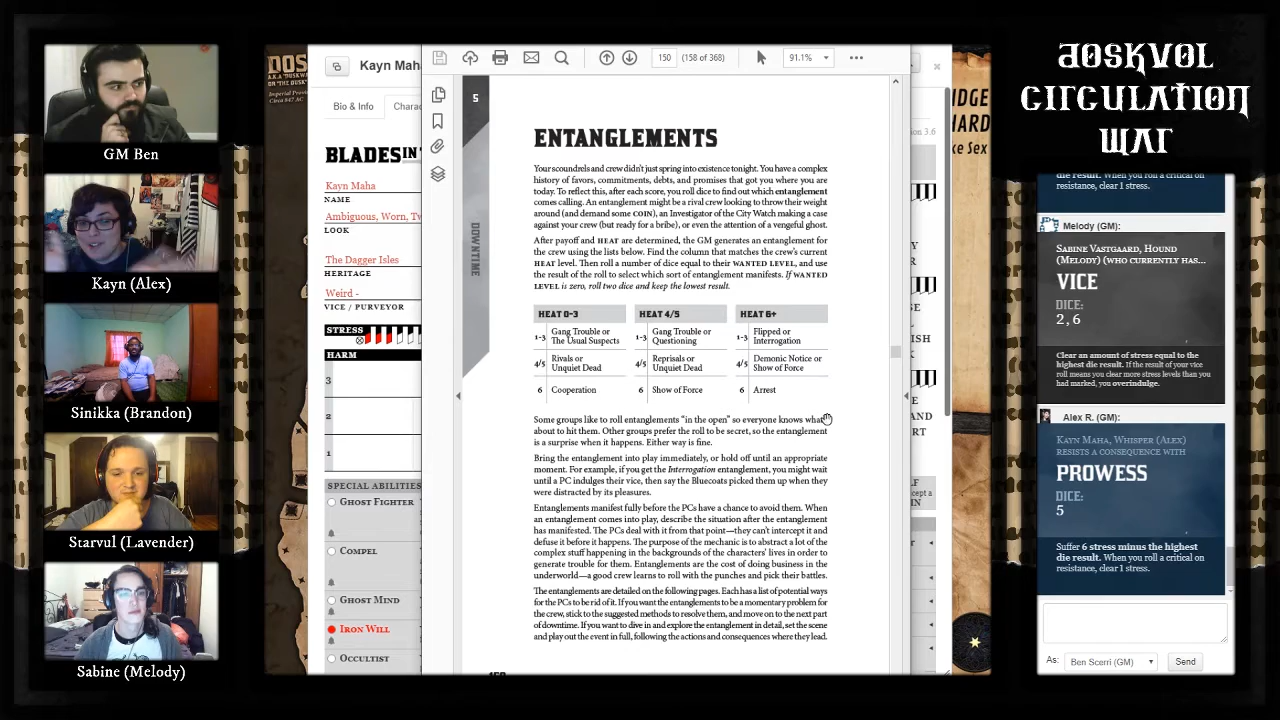 GM Ben
Kayn (Alex)
Sinikka (Brandon)
Starvul (Lavender)
Sabine (Melody)
DOS
A.K.A "DUSKW
OR "THE DUSK"
Imperial Provin
Circa 847 AC
Kayn Maha
Bio & Info
Charac
BLADES IN
Kayn Maha
NAME
Ambiguous, Worn, Tv
LOOK
The Dagger Isles
HERITAGE
Weird -
VICE / PURVEYOR
STRESS
HARM
3
2
1
SPECIAL ABILITIES
GHOST FIGHTER
COMPEL
GHOST MIND
IRON WILL
OCCULTIST
150
(158 of 368)
91.1%
5
DOWNTIME
ENTANGLEMENTS
Your scoundrels and crew didn't just spring into existence tonight. You have a complex
history of favors, commitments, debts, and promises that got you where you are
today. To reflect this, after each score, you roll dice to find out which entanglement
comes calling. An entanglement might be a rival crew looking to throw their weight
around (and demand some COIN), an Investigator of the City Watch making a case
against your crew (but ready for a bribe), or even the attention of a vengeful ghost.
After payoff and HEAT are determined, the GM generates an entanglement for
the crew using the lists below. Find the column that matches the crew's current
HEAT level. Then roll a number of dice equal to their WANTED LEVEL, and use
the result of the roll to select which sort of entanglement manifests. If WANTED
LEVEL is zero, roll two dice and keep the lowest result.
HEAT 0-3
1-3 Gang Trouble or
The Usual Suspects
4/5 Rivals or
Unquiet Dead
6 Cooperation
HEAT 4/5
1-3 Gang Trouble or
Questioning
4/5 Reprisals or
Unquiet Dead
6 Show of Force
HEAT 6+
1-3 Flipped or
Interrogation
4/5 Demonic Notice or
Show of Force
6 Arrest
Some groups like to roll entanglements "in the open" so everyone knows what's
about to hit them. Other groups prefer the roll to be secret, so the entanglement
is a surprise when it happens. Either way is fine.
Bring the entanglement into play immediately, or hold off until an appropriate
moment. For example, if you get the Interrogation entanglement, you might wait
until a PC indulges their vice, then say the Bluecoats picked them up when they
were distracted by its pleasures.
Entanglements manifest fully before the PCs have a chance to avoid them. When
an entanglement comes into play, describe the situation after the entanglement
has manifested. The PCs deal with it from that point—they can't intercept it and
defuse it before it happens. The purpose of the mechanic is to abstract a lot of the
complex stuff happening in the backgrounds of the characters' lives in order to
generate trouble for them. Entanglements are the cost of doing business in the
underworld—a good crew learns to roll with the punches and pick their battles.
The entanglements are detailed on the following pages. Each has a list of potential ways
for the PCs to be rid of it. If you want the entanglements to be a momentary problem for
the crew, stick to the suggested methods to resolve them, and move on to the next part
of downtime. If you want to dive in and explore the entanglement in detail, set the scene
and play out the event in full, following the actions and consequences where they lead.
DOSKVOL
CIRCULATION
WAR
die result. When you roll a critical on
resistance, clear 1 stress.
Melody (GM):
SABINE VASTGAARD, HOUND
(MELODY) (WHO CURRENTLY HAS...
VICE
DICE:
2, 6
Clear an amount of stress equal to the
highest die result. If the result of your
vice roll means you clear more stress levels than you
had marked, you overindulge.
Alex R. (GM):
KAYN MAHA, WHISPER (ALEX)
RESISTS A CONSEQUENCE WITH
PROWESS
DICE:
5
Suffer 6 stress minus the highest
die result. When you roll a critical on
resistance, clear 1 stress.
As:
Ben Scerri (GM)
Send